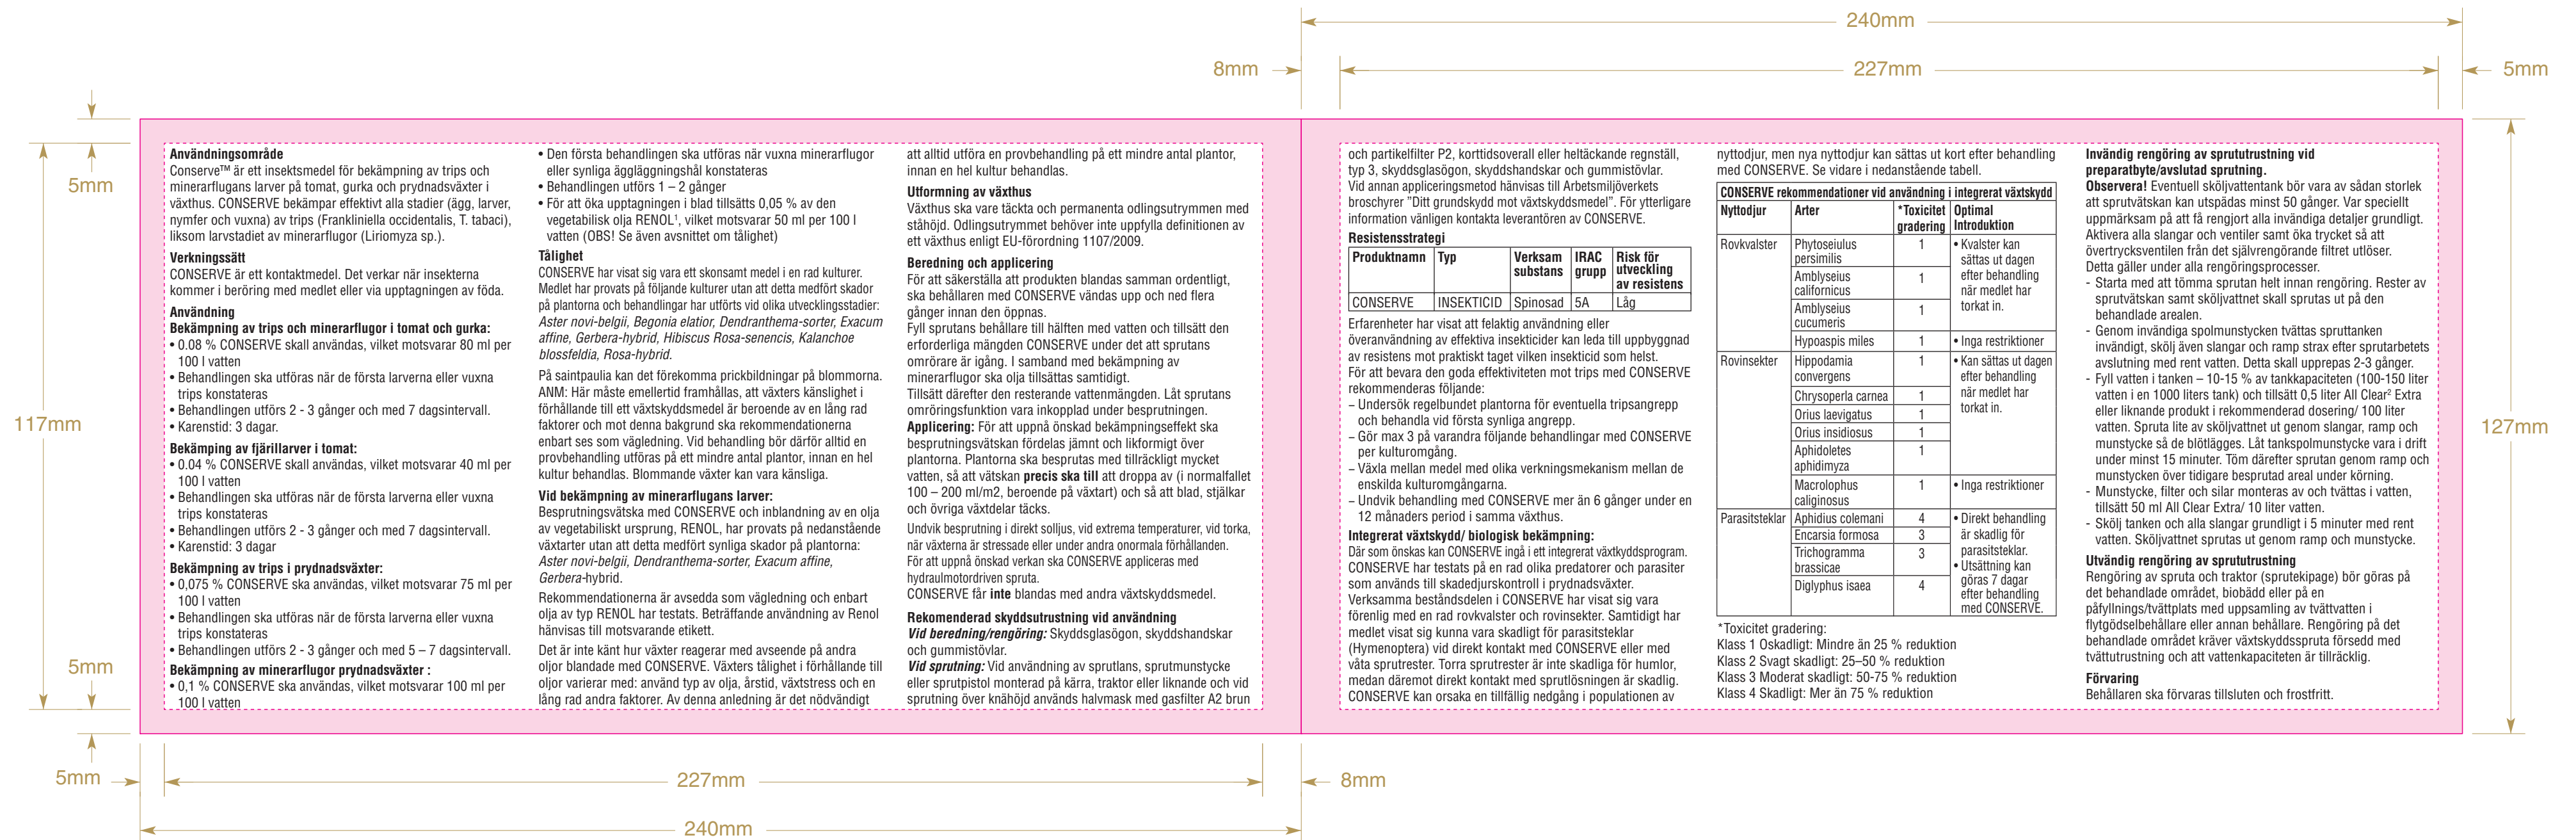 240mm
8mm
227mm
5mm
5mm
117mm
5mm
5mm
227mm
8mm
240mm
127mm
Användningsområde
Conserve™ är ett insektsmedel för bekämpning av trips och
minerarflugans larver på tomat, gurka och prydnadsväxter i
växthus. CONSERVE bekämpar effektivt alla stadier (ägg, larver,
nymfer och vuxna) av trips (Frankliniella occidentalis, T. tabaci),
liksom larvstadiet av minerarflugor (Liriomyza sp.).
Verkningssätt
CONSERVE är ett kontaktmedel. Det verkar när insekterna
kommer i beröring med medlet eller via upptagningen av föda.
Användning
Bekämpning av trips och minerarflugor i tomat och gurka:
• 0.08 % CONSERVE skall användas, vilket motsvarar 80 ml per
100 l vatten
• Behandlingen ska utföras när de första larverna eller vuxna
trips konstateras
• Behandlingen utförs 2 - 3 gånger och med 7 dagsintervall.
• Karenstid: 3 dagar.
Bekämping av fjärillarver i tomat:
• 0.04 % CONSERVE skall användas, vilket motsvarar 40 ml per
100 l vatten
• Behandlingen ska utföras när de första larverna eller vuxna
trips konstateras
• Behandlingen utförs 2 - 3 gånger och med 7 dagsintervall.
• Karenstid: 3 dagar
Bekämpning av trips i prydnadsväxter:
• 0,075 % CONSERVE ska användas, vilket motsvarar 75 ml per
100 l vatten
• Behandlingen ska utföras när de första larverna eller vuxna
trips konstateras
• Behandlingen utförs 2 - 3 gånger och med 5 – 7 dagsintervall.
Bekämpning av minerarflugor prydnadsväxter :
• 0,1 % CONSERVE ska användas, vilket motsvarar 100 ml per
100 l vatten
• Den första behandlingen ska utföras när vuxna minerarflugor
eller synliga äggläggningshål konstateras
• Behandlingen utförs 1 – 2 gånger
• För att öka upptagningen i blad tillsätts 0,05 % av den
vegetabilisk olja RENOL¹, vilket motsvarar 50 ml per 100 l
vatten (OBS! Se även avsnittet om tålighet)
Tålighet
CONSERVE har visat sig vara ett skonsamt medel i en rad kulturer.
Medlet har provats på följande kulturer utan att detta medfört skador
på plantorna och behandlingar har utförts vid olika utvecklingsstadier:
Aster novi-belgii, Begonia elatior, Dendranthema-sorter, Exacum
affine, Gerbera-hybrid, Hibiscus Rosa-senencis, Kalanchoe
blossfeldia, Rosa-hybrid.
På saintpaulia kan det förekomma prickbildningar på blommorna.
ANM: Här måste emellertid framhållas, att växters känslighet i
förhållande till ett växtskyddsmedel är beroende av en lång rad
faktorer och mot denna bakgrund ska rekommendationerna
enbart ses som vägledning. Vid behandling bör därför alltid en
provbehandling utföras på ett mindre antal plantor, innan en hel
kultur behandlas. Blommande växter kan vara känsliga.
Vid bekämpning av minerarflugans larver:
Besprutningsvätska med CONSERVE och inblandning av en olja
av vegetabiliskt ursprung, RENOL, har provats på nedanstående
växtarter utan att detta medfört synliga skador på plantorna:
Aster novi-belgii, Dendranthema-sorter, Exacum affine,
Gerbera-hybrid.
Rekommendationerna är avsedda som vägledning och enbart
olja av typ RENOL har testats. Beträffande användning av Renol
hänvisas till motsvarande etikett.
Det är inte känt hur växter reagerar med avseende på andra
oljor blandade med CONSERVE. Växters tålighet i förhållande till
oljor varierar med: använd typ av olja, årstid, växtstress och en
lång rad andra faktorer. Av denna anledning är det nödvändigt
att alltid utföra en provbehandling på ett mindre antal plantor,
innan en hel kultur behandlas.
Utformning av växthus
Växthus ska vare täckta och permanenta odlingsutrymmen med
ståhöjd. Odlingsutrymmet behöver inte uppfylla definitionen av
ett växthus enligt EU-förordning 1107/2009.
Beredning och applicering
För att säkerställa att produkten blandas samman ordentligt,
ska behållaren med CONSERVE vändas upp och ned flera
gånger innan den öppnas.
Fyll sprutans behållare till hälften med vatten och tillsätt den
erforderliga mängden CONSERVE under det att sprutans
omrörare är igång. I samband med bekämpning av
minerarflugor ska olja tillsättas samtidigt.
Tillsätt därefter den resterande vattenmängden. Låt sprutans
omröringsfunktion vara inkopplad under besprutningen.
Applicering: För att uppnå önskad bekämpningseffekt ska
besprutningsvätskan fördelas jämnt och likformigt över
plantorna. Plantorna ska besprutas med tillräckligt mycket
vatten, så att vätskan precis ska till att droppa av (i normalfallet
100 – 200 ml/m2, beroende på växtart) och så att blad, stjälkar
och övriga växtdelar täcks.
Undvik besprutning i direkt solljus, vid extrema temperaturer, vid torka,
när växterna är stressade eller under andra onormala förhållanden.
För att uppnå önskad verkan ska CONSERVE appliceras med
hydraulmotordriven spruta.
CONSERVE får inte blandas med andra växtskyddsmedel.
Rekomenderad skyddsutrustning vid användning
Vid beredning/rengöring: Skyddsglasögon, skyddshandskar
och gummistövlar.
Vid sprutning: Vid användning av sprutlans, sprutmunstycke
eller sprutpistol monterad på kärra, traktor eller liknande och vid
sprutning över knähöjd används halvmask med gasfilter A2 brun
och partikelfilter P2, korttidsoverall eller heltäckande regnställ,
typ 3, skyddsglasögon, skyddshandskar och gummistövlar.
Vid annan appliceringsmetod hänvisas till Arbetsmiljöverkets
broschyrer ”Ditt grundskydd mot växtskyddsmedel”. För ytterligare
information vänligen kontakta leverantören av CONSERVE.
Resistensstrategi
Produktnamn Typ Verksam substans IRAC grupp Risk för utveckling av resistens
CONSERVE INSEKTICID Spinosad 5A Låg
Erfarenheter har visat att felaktig användning eller
överanvändning av effektiva insekticider kan leda till uppbyggnad
av resistens mot praktiskt taget vilken insekticid som helst.
För att bevara den goda effektiviteten mot trips med CONSERVE
rekommenderas följande:
– Undersök regelbundet plantorna för eventuella tripsangrepp
och behandla vid första synliga angrepp.
– Gör max 3 på varandra följande behandlingar med CONSERVE
per kulturomgång.
– Växla mellan medel med olika verkningsmekanism mellan de
enskilda kulturomgångarna.
– Undvik behandling med CONSERVE mer än 6 gånger under en
12 månaders period i samma växthus.
Integrerat växtskydd/ biologisk bekämpning:
Där som önskas kan CONSERVE ingå i ett integrerat växtkyddsprogram.
CONSERVE har testats på en rad olika predatorer och parasiter
som används till skadedjurskontroll i prydnadsväxter.
Verksamma beståndsdelen i CONSERVE har visat sig vara
förenlig med en rad rovkvalster och rovinsekter. Samtidigt har
medlet visat sig kunna vara skadligt för parasitsteklar
(Hymenoptera) vid direkt kontakt med CONSERVE eller med
våta sprutrester. Torra sprutrester är inte skadliga för humlor,
medan däremot direkt kontakt med sprutlösningen är skadlig.
CONSERVE kan orsaka en tillfällig nedgång i populationen av
nyttodjur, men nya nyttodjur kan sättas ut kort efter behandling
med CONSERVE. Se vidare i nedanstående tabell.
CONSERVE rekommendationer vid användning i integrerat växtskydd
Nyttodjur Arter *Toxicitet gradering Optimal Introduktion
Rovkvalster Phytoseiulus persimilis 1 • Kvalster kan sättas ut dagen efter behandling när medlet har torkat in.
Amblyseius californicus 1
Amblyseius cucumeris 1
Hypoaspis miles 1 • Inga restriktioner
Rovinsekter Hippodamia convergens 1 • Kan sättas ut dagen efter behandling när medlet har torkat in.
Chrysoperla carnea 1
Orius laevigatus 1
Orius insidiosus 1
Aphidoletes aphidimyza 1
Macrolophus caliginosus 1 • Inga restriktioner
Parasitsteklar Aphidius colemani 4 • Direkt behandling är skadlig för parasitsteklar.
Encarsia formosa 3
Trichogramma brassicae 3 • Utsättning kan göras 7 dagar efter behandling med CONSERVE.
Diglyphus isaea 4
*Toxicitet gradering:
Klass 1 Oskadligt: Mindre än 25 % reduktion
Klass 2 Svagt skadligt: 25–50 % reduktion
Klass 3 Moderat skadligt: 50-75 % reduktion
Klass 4 Skadligt: Mer än 75 % reduktion
Invändig rengöring av sprututrustning vid
preparatbyte/avslutad sprutning.
Observera! Eventuell sköljvattentank bör vara av sådan storlek
att sprutvätskan kan utspädas minst 50 gånger. Var speciellt
uppmärksam på att få rengjort alla invändiga detaljer grundligt.
Aktivera alla slangar och ventiler samt öka trycket så att
övertrycksventilen från det självrengörande filtret utlöser.
Detta gäller under alla rengöringsprocesser.
- Starta med att tömma sprutan helt innan rengöring. Rester av
sprutvätskan samt sköljvattnet skall sprutas ut på den
behandlade arealen.
- Genom invändiga spolmunstycken tvättas spruttanken
invändigt, skölj även slangar och ramp strax efter sprutarbetets
avslutning med rent vatten. Detta skall upprepas 2-3 gånger.
- Fyll vatten i tanken – 10-15 % av tankkapaciteten (100-150 liter
vatten i en 1000 liters tank) och tillsätt 0,5 liter All Clear² Extra
eller liknande produkt i rekommenderad dosering/ 100 liter
vatten. Spruta lite av sköljvattnet ut genom slangar, ramp och
munstycke så de blötlägges. Låt tankspolmunstycke vara i drift
under minst 15 minuter. Töm därefter sprutan genom ramp och
munstycken över tidigare besprutad areal under körning.
- Munstycke, filter och silar monteras av och tvättas i vatten,
tillsätt 50 ml All Clear Extra/ 10 liter vatten.
- Skölj tanken och alla slangar grundligt i 5 minuter med rent
vatten. Sköljvattnet sprutas ut genom ramp och munstycke.
Utvändig rengöring av sprututrustning
Rengöring av spruta och traktor (sprutekipage) bör göras på
det behandlade området, biobädd eller på en
påfyllnings/tvättplats med uppsamling av tvättvatten i
flytgödselbehållare eller annan behållare. Rengöring på det
behandlade området kräver växtskyddsspruta försedd med
tvättutrustning och att vattenkapaciteten är tillräcklig.
Förvaring
Behållaren ska förvaras tillsluten och frostfritt.